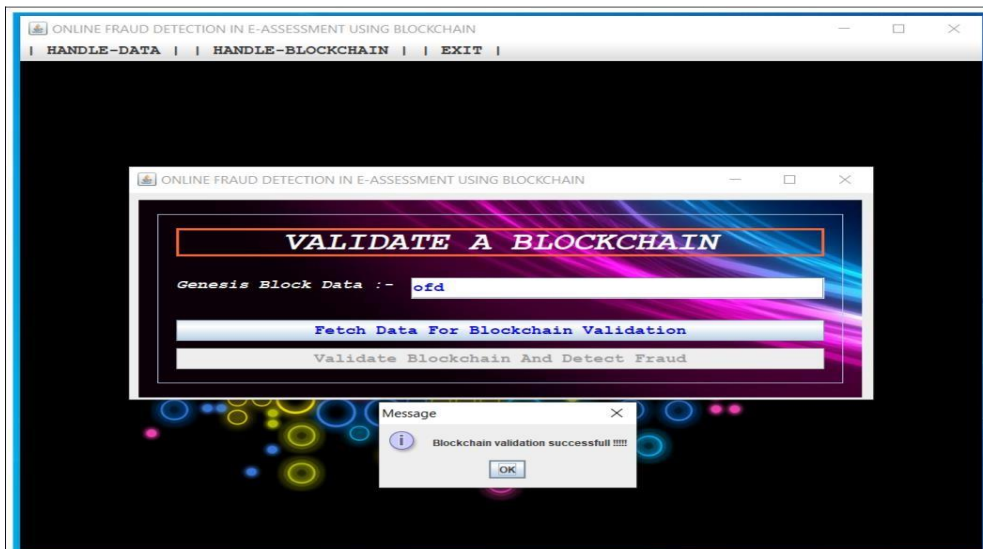 ONLINE FRAUD DETECTION IN E-ASSESSMENT USING BLOCKCHAIN
| HANDLE-DATA | | HANDLE-BLOCKCHAIN | | EXIT |
ONLINE FRAUD DETECTION IN E-ASSESSMENT USING BLOCKCHAIN
VALIDATE A BLOCKCHAIN
Genesis Block Data :- ofd
Fetch Data For Blockchain Validation
Validate Blockchain And Detect Fraud
Message
Blockchain validation successfull !!!!!
OK